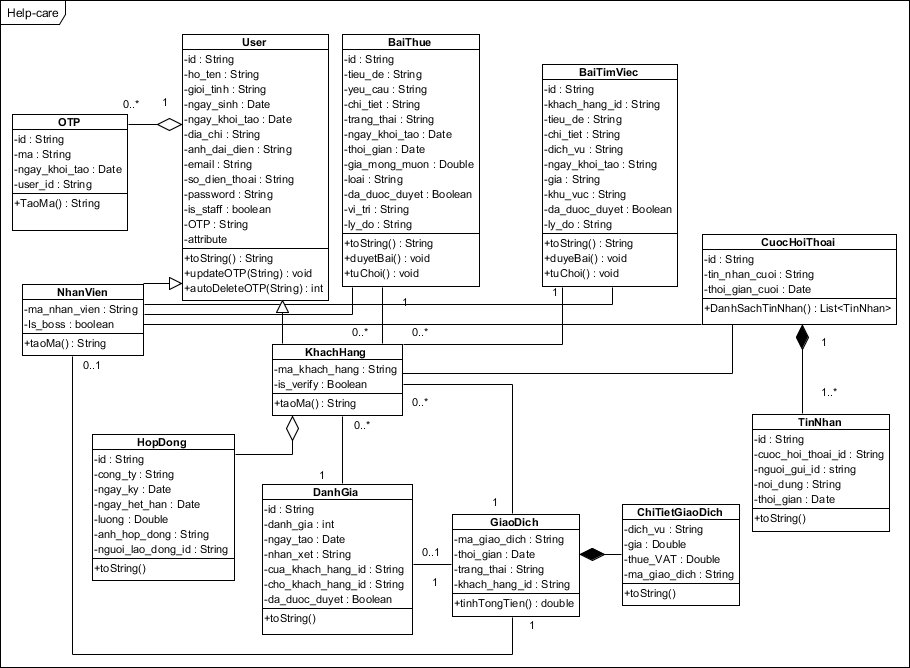 Help-care
User
-id : String
-ho_ten : String
-gioi_tinh : String
-ngay_sinh : Date
-ngay_khoi_tao : Date
-dia_chi : String
-anh_dai_dien : String
-email : String
-so_dien_thoai : String
-password : String
-is_staff : boolean
-OTP : String
-attribute
+toString() : String
+updateOTP(String) : void
+autoDeleteOTP(String) : int
BaiThue
-id : String
-tieu_de : String
-yeu_cau : String
-chi_tiet : String
-trang_thai : String
-ngay_khoi_tao : Date
-thoi_gian : Date
-gia_mong_muon : Double
-loai : String
-da_duoc_duyet : Boolean
-vi_tri : String
-ly_do : String
+toString() : String
+duyetBai() : void
+tuChoi() : void
BaiTimViec
-id : String
-khach_hang_id : String
-tieu_de : String
-chi_tiet : String
-dich_vu : String
-ngay_khoi_tao : String
-gia : String
-khu_vuc : String
-da_duoc_duyet : Boolean
-ly_do : String
+toString() : String
+duyeBai() : void
+tuChoi() : void
0..*
1
OTP
-id : String
-ma : String
-ngay_khoi_tao : Date
-user_id : String
+TaoMa() : String
CuocHoiThoai
-id : String
-tin_nhan_cuoi : String
-thoi_gian_cuoi : Date
+DanhSachTinNhan() : List<TinNhan>
NhanVien
-ma_nhan_vien : String
-Is_boss : boolean
+taoMa() : String
1
1
0..*
0..*
1
0..1
KhachHang
-ma_khach_hang : String
-is_verify : Boolean
+taoMa() : String
0..*
0..*
1..*
TinNhan
-id : String
-cuoc_hoi_thoai_id : String
-nguoi_gui_id : string
-noi_dung : String
-thoi_gian : Date
+toString()
HopDong
-id : String
-cong_ty : String
-ngay_ky : Date
-ngay_het_han : Date
-luong : Double
-anh_hop_dong : String
-nguoi_lao_dong_id : String
+toString()
1
DanhGia
-id : String
-danh_gia : int
-ngay_tao : Date
-nhan_xet : String
-cua_khach_hang_id : String
-cho_khach_hang_id : String
-da_duoc_duyet : Boolean
+toString()
1
0..1
1
GiaoDich
-ma_giao_dich : String
-thoi_gian : Date
-trang_thai : String
-khach_hang_id : String
+tinhTongTien() : double
1
ChiTietGiaoDich
-dich_vu : String
-gia : Double
-thue_VAT : Double
-ma_giao_dich : String
+toString()